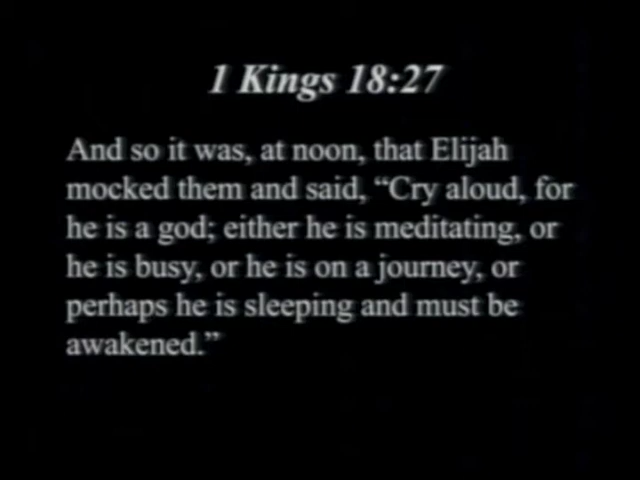 1 Kings 18:27
And so it was, at noon, that Elijah
mocked them and said, “Cry aloud, for
he is a god; either he is meditating, or
he is busy, or he is on a journey, or
perhaps he is sleeping and must be
awakened.”